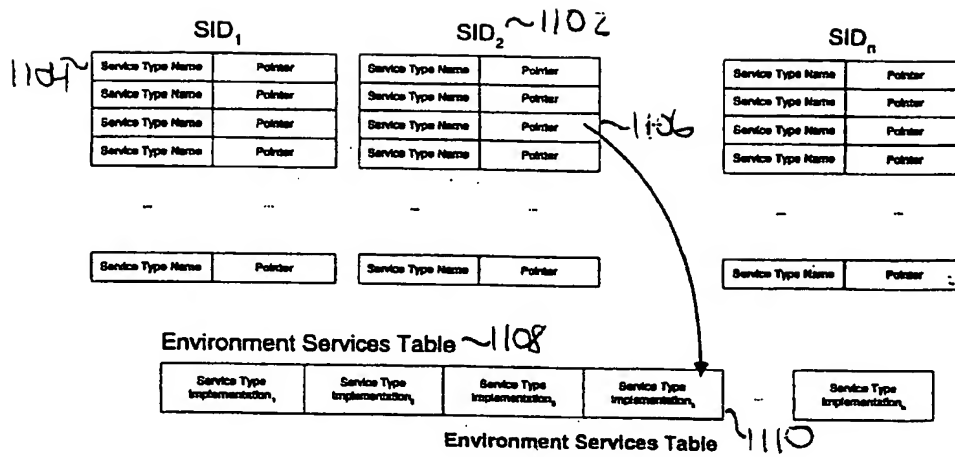 SID1 SID2 ~1102 SIDn
1104~ Service Type Name Pointer Service Type Name Pointer Service Type Name Pointer
Service Type Name Pointer Service Type Name Pointer Service Type Name Pointer
Service Type Name Pointer Service Type Name Pointer ~1106 Service Type Name Pointer
Service Type Name Pointer Service Type Name Pointer Service Type Name Pointer
... ... ... ... ... ...
Service Type Name Pointer Service Type Name Pointer Service Type Name Pointer
Environment Services Table ~1108
Service Type Service Type Service Type Service Type ... Service Type
Implementation Implementation Implementation Implementation Implementation
Environment Services Table ~1110